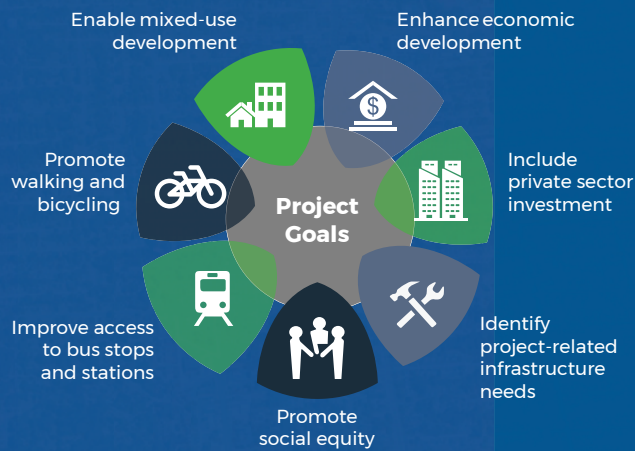 Enable mixed-use
development
Enhance economic
development
Promote
walking and
bicycling
$
Project
Goals
Include
private sector
investment
Improve access
to bus stops
and stations
Identify
project-related
infrastructure
needs
Promote
social equity